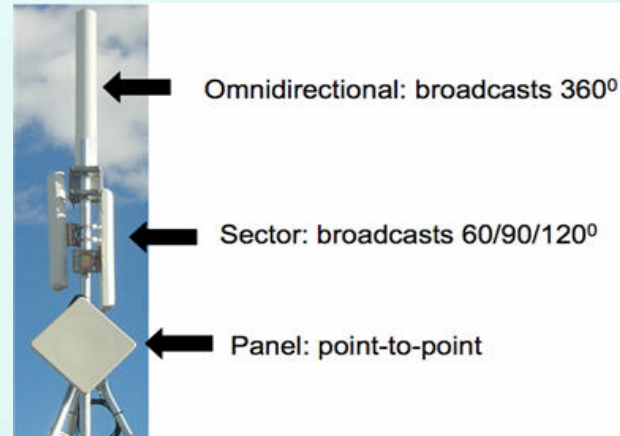 Omnidirectional: broadcasts 360⁰
Sector: broadcasts 60/90/120⁰
Panel: point-to-point